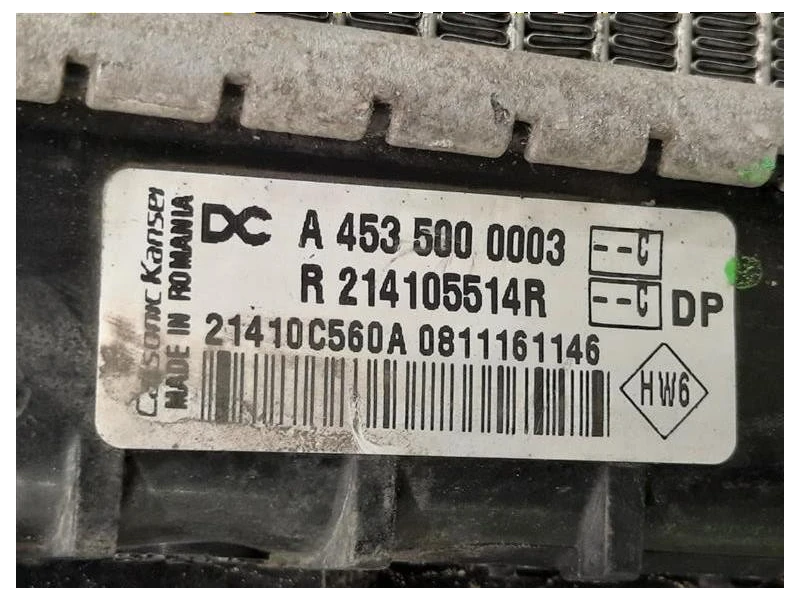 Calsonic Kansei
MADE IN ROMANIA
DC A 453 500 0003 --C
R 214105514R --C DP
21410C560A 0811161146
HW6